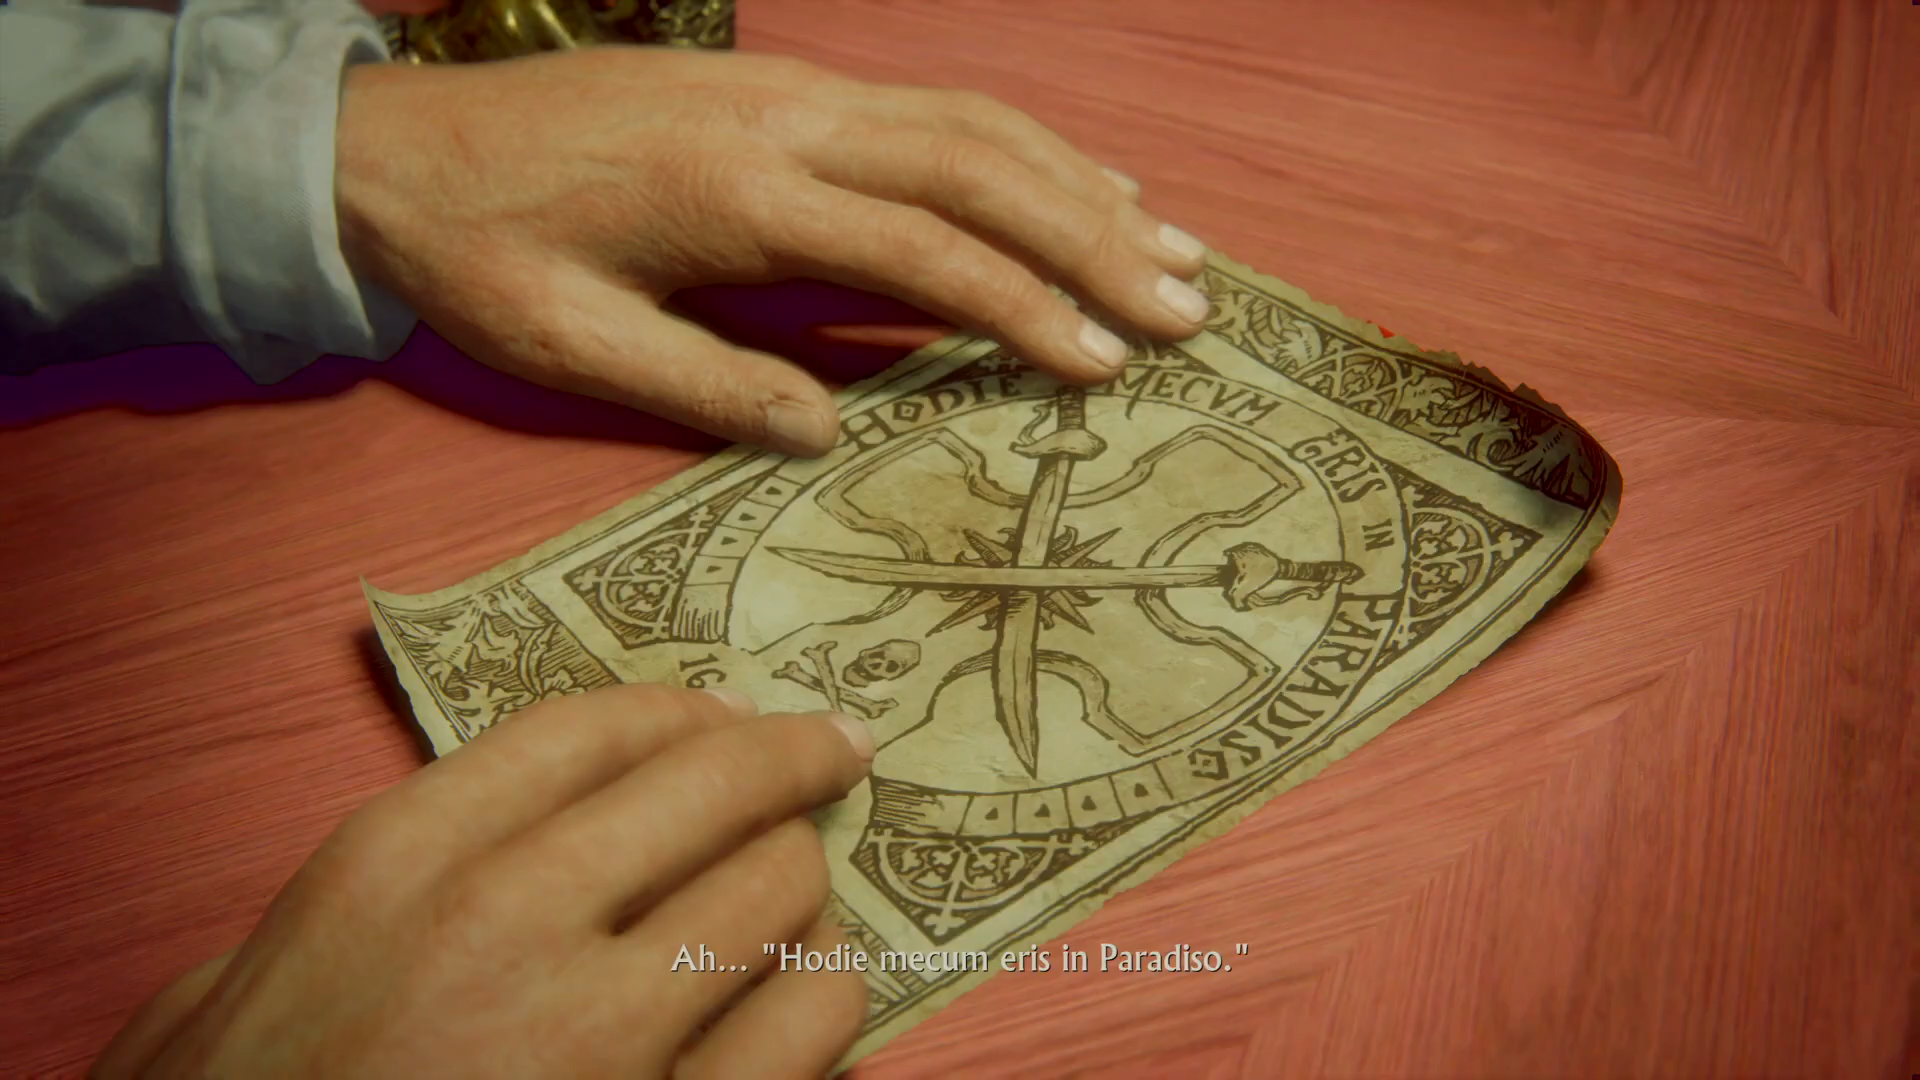 HODIE MECVM ERIS IN PARADISO
16
Ah... "Hodie mecum eris in Paradiso."